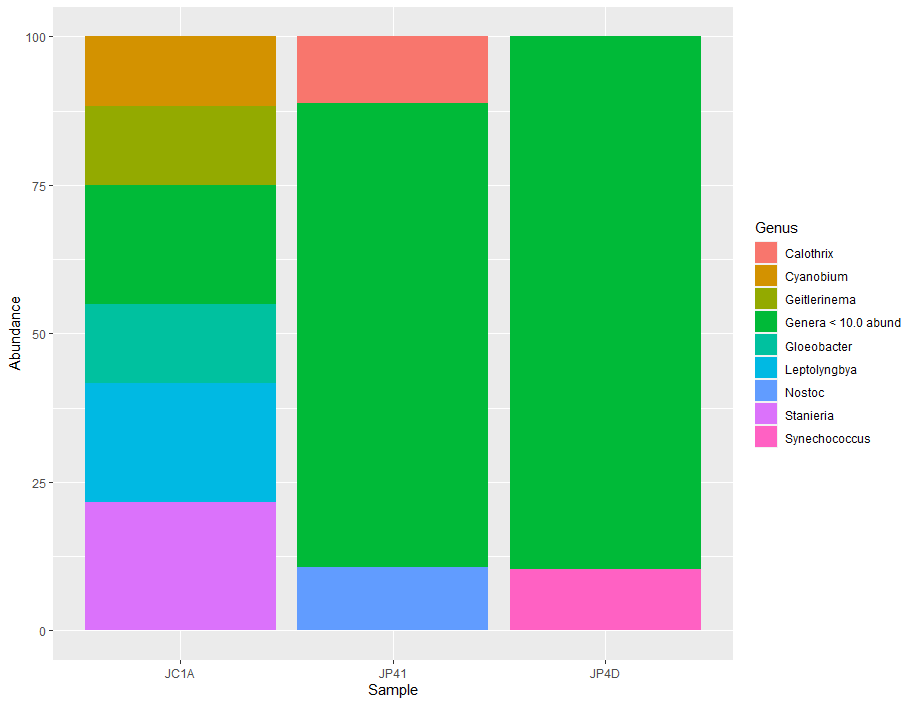 Abundance
100
75
50
25
0
JC1A
JP41
JP4D
Sample
Genus
Calothrix
Cyanobium
Geitlerinema
Genera < 10.0 abund
Gloeobacter
Leptolyngbya
Nostoc
Stanieria
Synechococcus